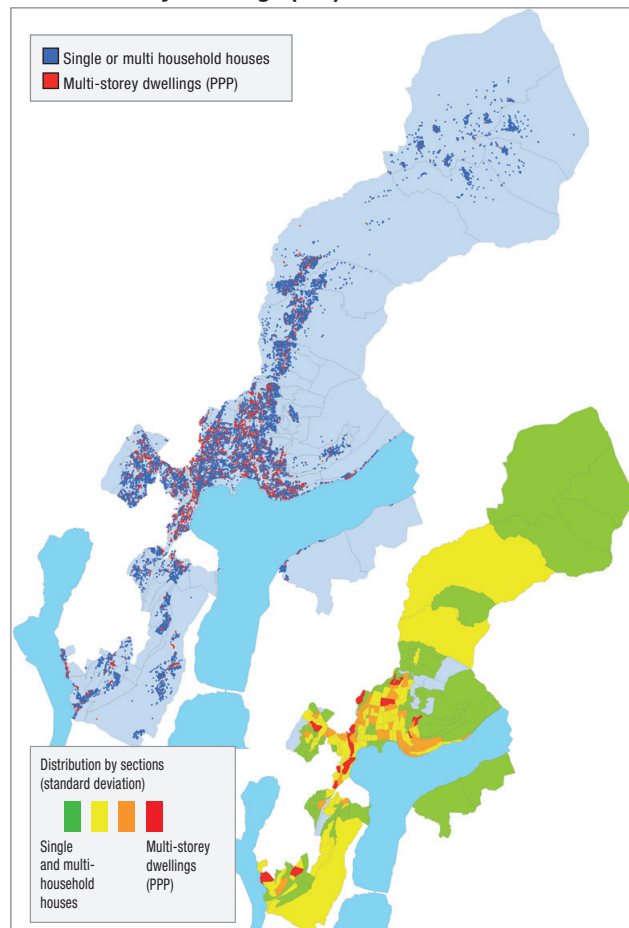 Single or multi household houses
Multi-storey dwellings (PPP)
Distribution by sections
(standard deviation)
Single
and multi-
household
houses
Multi-storey
dwellings
(PPP)